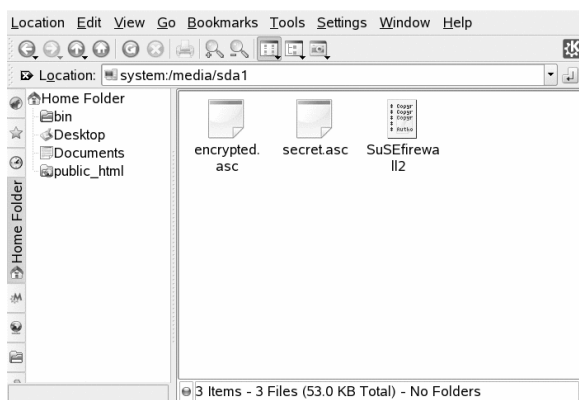 Location Edit View Go Bookmarks Tools Settings Window Help
Location: system:/media/sda1
Home Folder
bin
Desktop
Documents
public_html
Home Folder
encrypted.
asc
secret.asc
SuSEfirewa
ll2
3 Items - 3 Files (53.0 KB Total) - No Folders